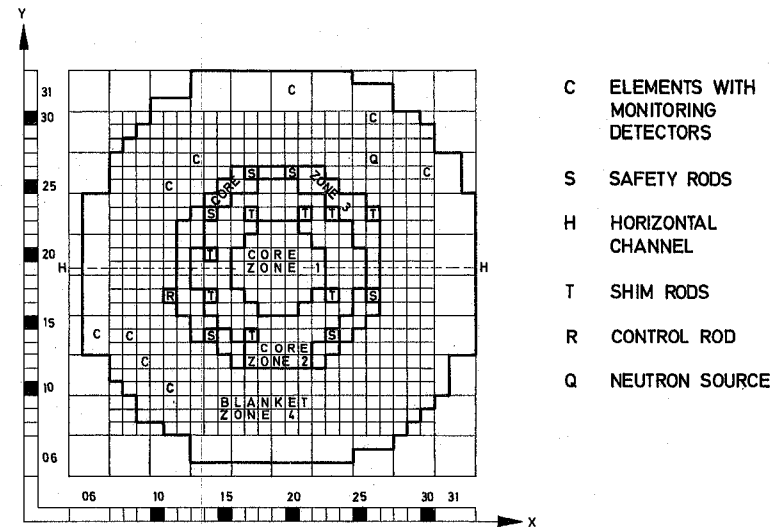 Y
31 C
30 C
C Q
S S C
25 C
CORE ZONE 3
S T T T T
20 T CORE
H ZONE 1 H
R T T S
15
C C S T S
CORE
C ZONE 2
10 C
BLANKET
ZONE 4
06
06 10 15 20 25 30 31
X
C ELEMENTS WITH
MONITORING
DETECTORS
S SAFETY RODS
H HORIZONTAL
CHANNEL
T SHIM RODS
R CONTROL ROD
Q NEUTRON SOURCE